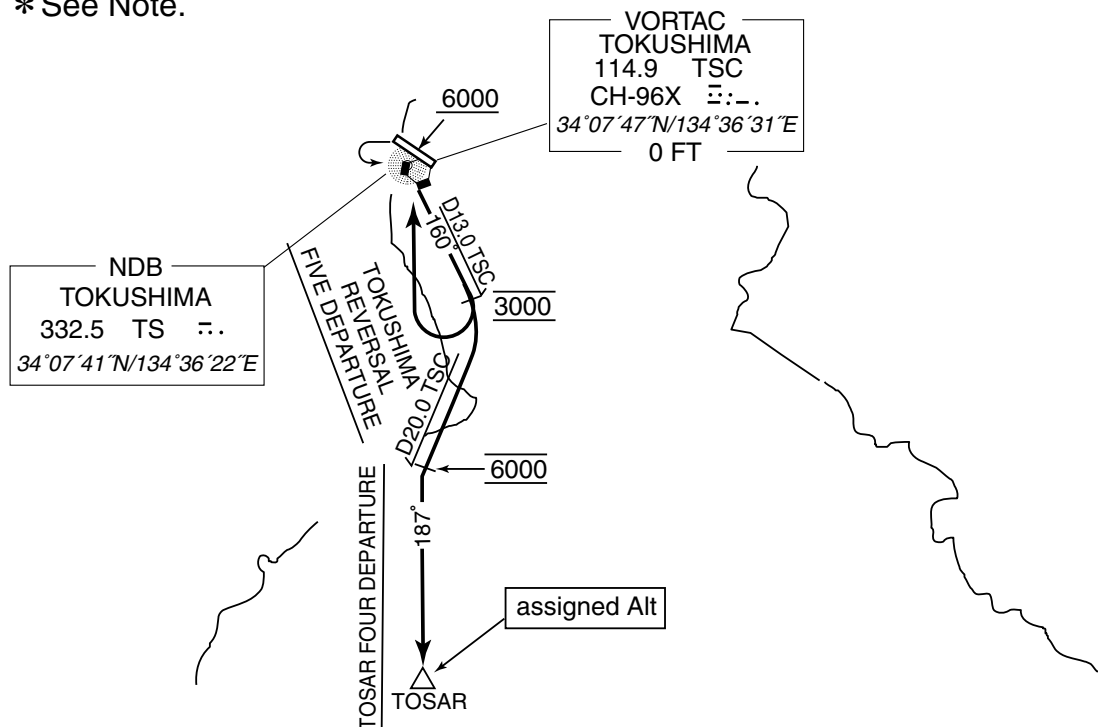 *See Note.
VORTAC
TOKUSHIMA
114.9 TSC
CH-96X
34°07´47˝N/134°36´31˝E
0 FT
6000
D13.0 TSC
160°
3000
NDB
TOKUSHIMA
332.5 TS
34°07´41˝N/134°36´22˝E
TOKUSHIMA
REVERSAL
FIVE DEPARTURE
D20.0 TSC
6000
187°
TOSAR FOUR DEPARTURE
assigned Alt
TOSAR